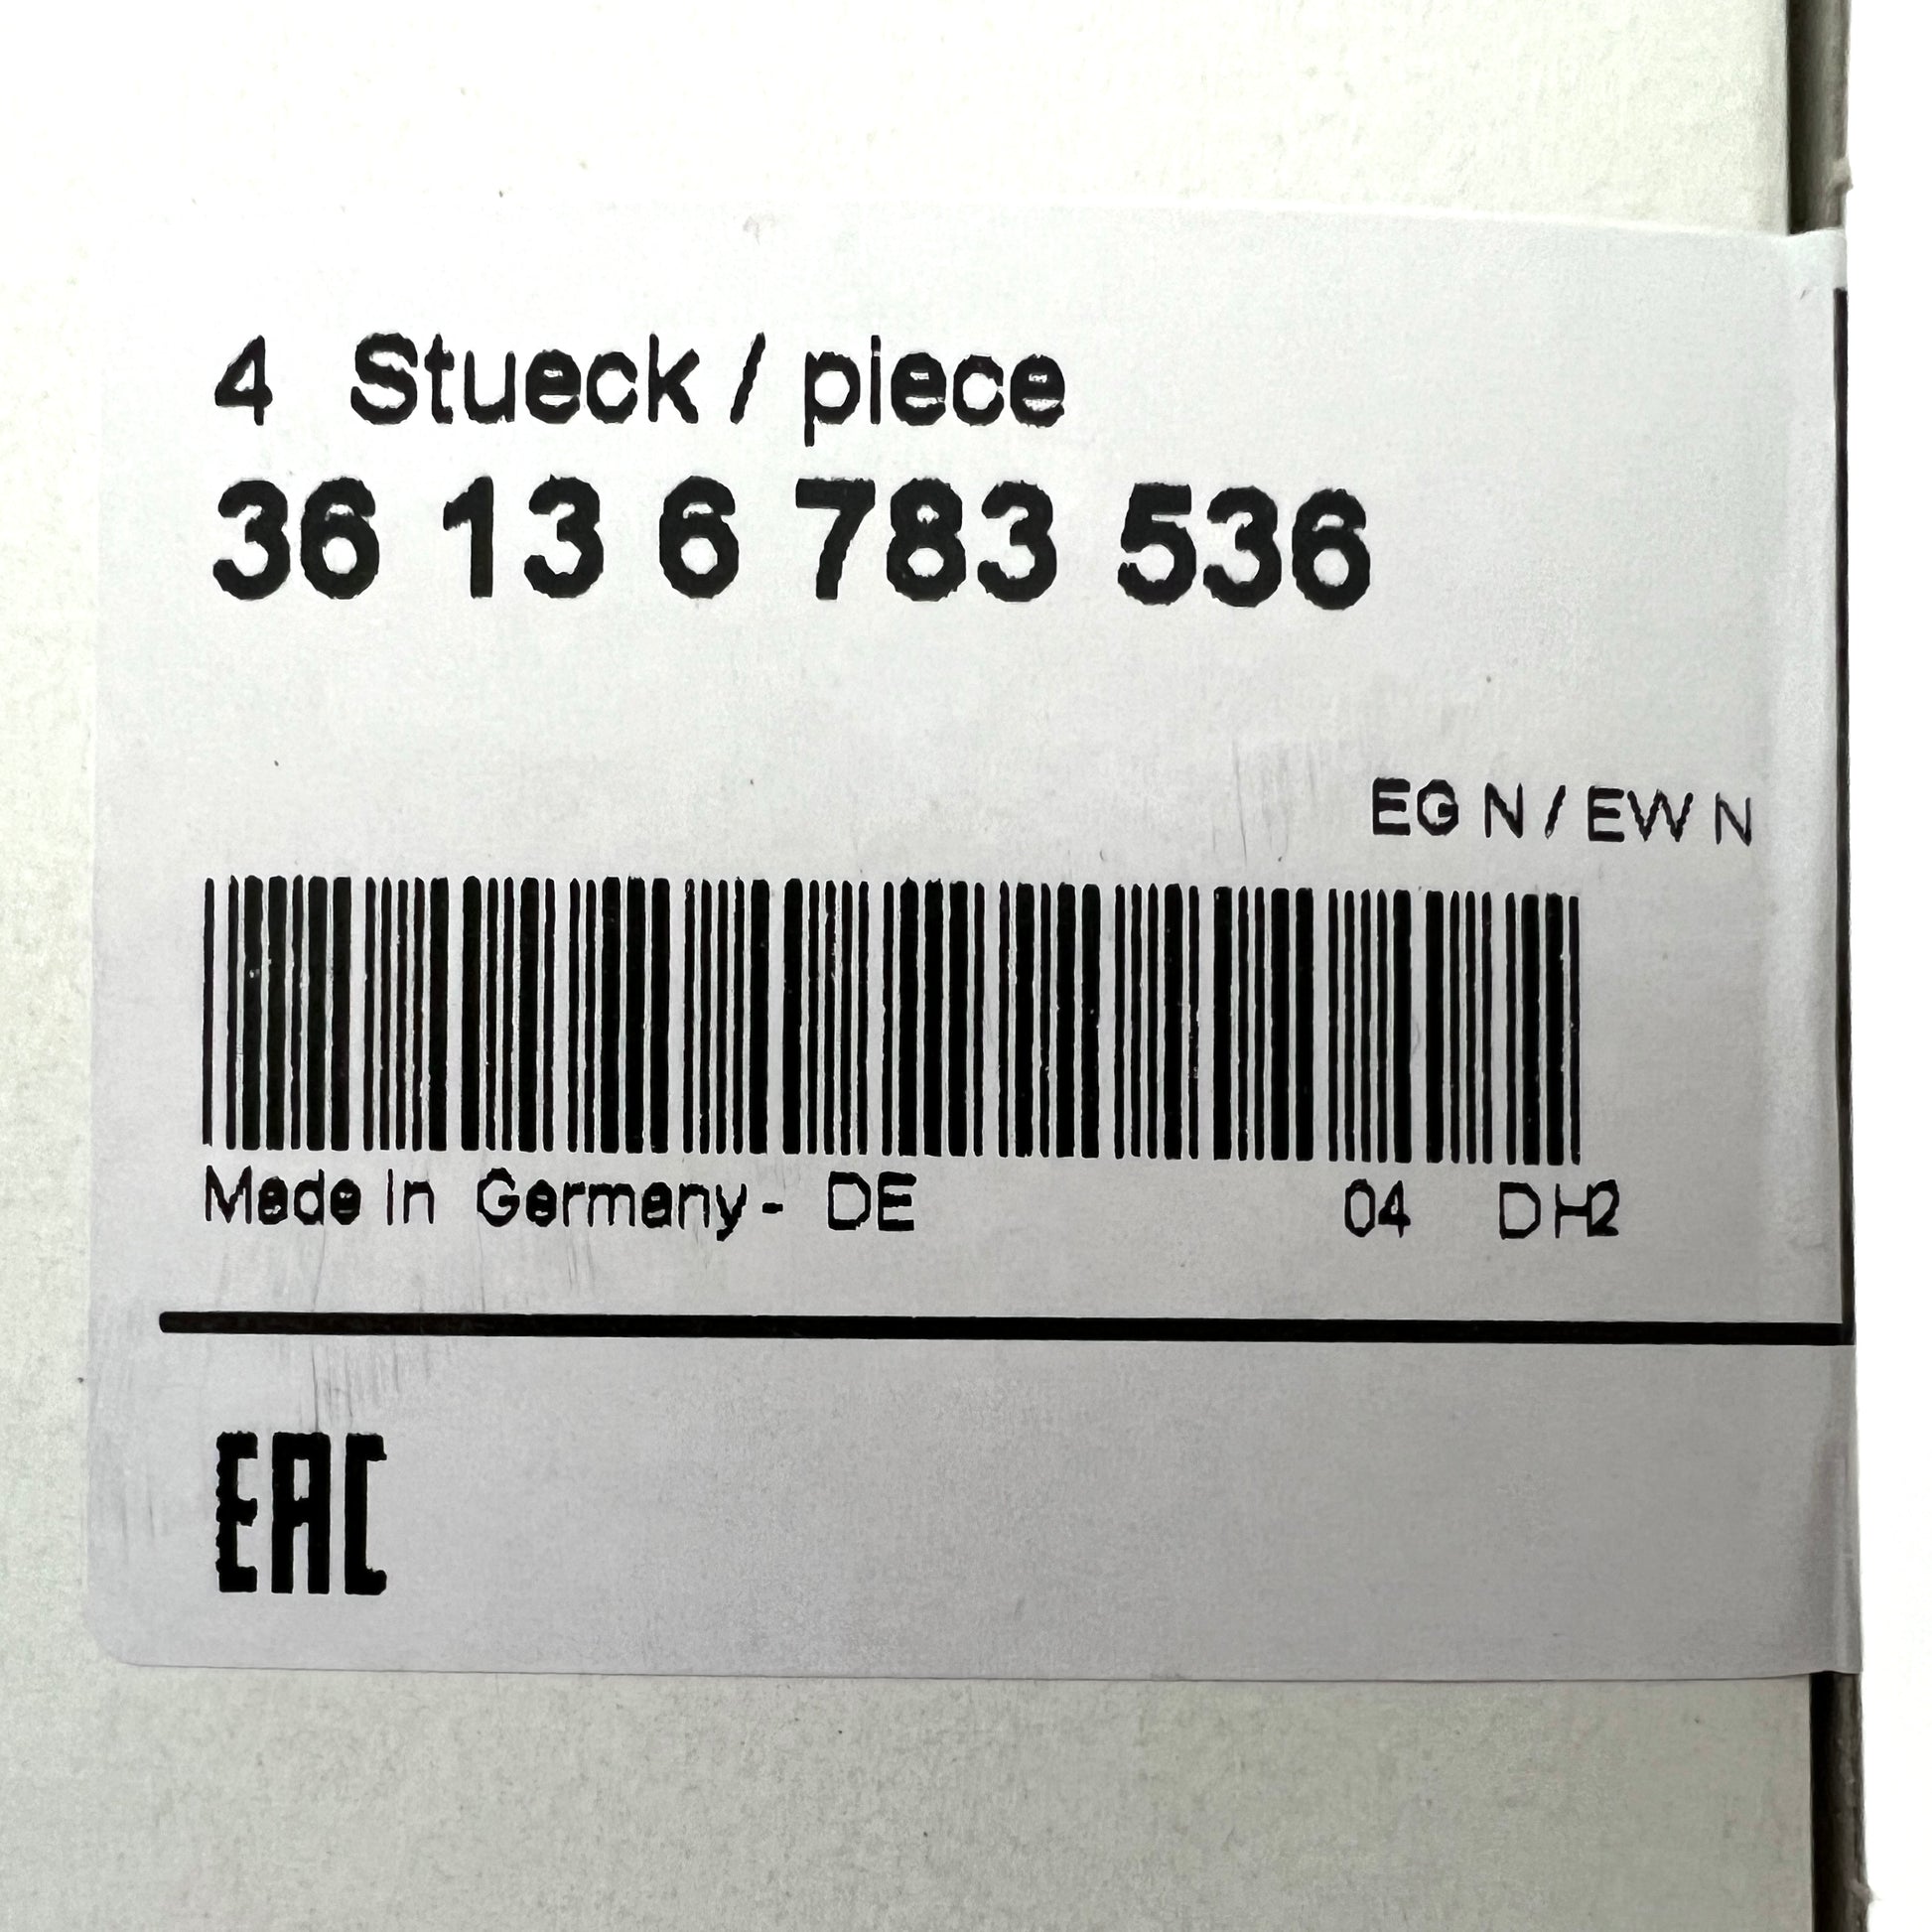 4 Stueck / piece
36 13 6 783 536
EG N / EW N
Made In Germany - DE 04 DH2
EAC